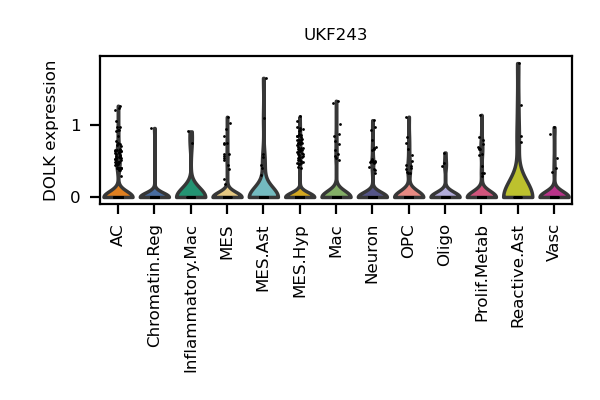 UKF243
DOLK expression
1
0
AC
Chromatin.Reg
Inflammatory.Mac
MES
MES.Ast
MES.Hyp
Mac
Neuron
OPC
Oligo
Prolif.Metab
Reactive.Ast
Vasc